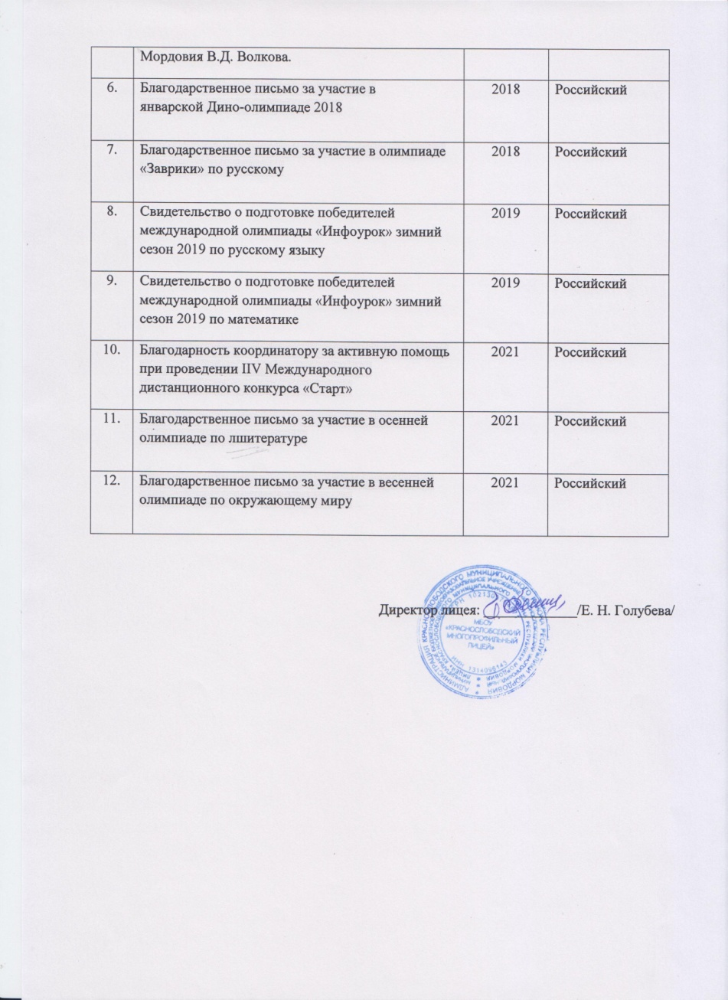 Мордовия В.Д. Волкова.
6. Благодарственное письмо за участие в 2018 Российский
январской Дино-олимпиаде 2018
7. Благодарственное письмо за участие в олимпиаде 2018 Российский
«Заврики» по русскому
8. Свидетельство о подготовке победителей 2019 Российский
международной олимпиады «Инфоурок» зимний
сезон 2019 по русскому языку
9. Свидетельство о подготовке победителей 2019 Российский
международной олимпиады «Инфоурок» зимний
сезон 2019 по математике
10. Благодарность координатору за активную помощь 2021 Российский
при проведении IIV Международного
дистанционного конкурса «Старт»
11. Благодарственное письмо за участие в осенней 2021 Российский
олимпиаде по лшитературе
12. Благодарственное письмо за участие в весенней 2021 Российский
олимпиаде по окружающему миру
Директор лицея: /Е. Н. Голубева/
МБОУ
«КРАСНОСЛОБОДСКИЙ
МНОГОПРОФИЛЬНЫЙ
ЛИЦЕЙ»